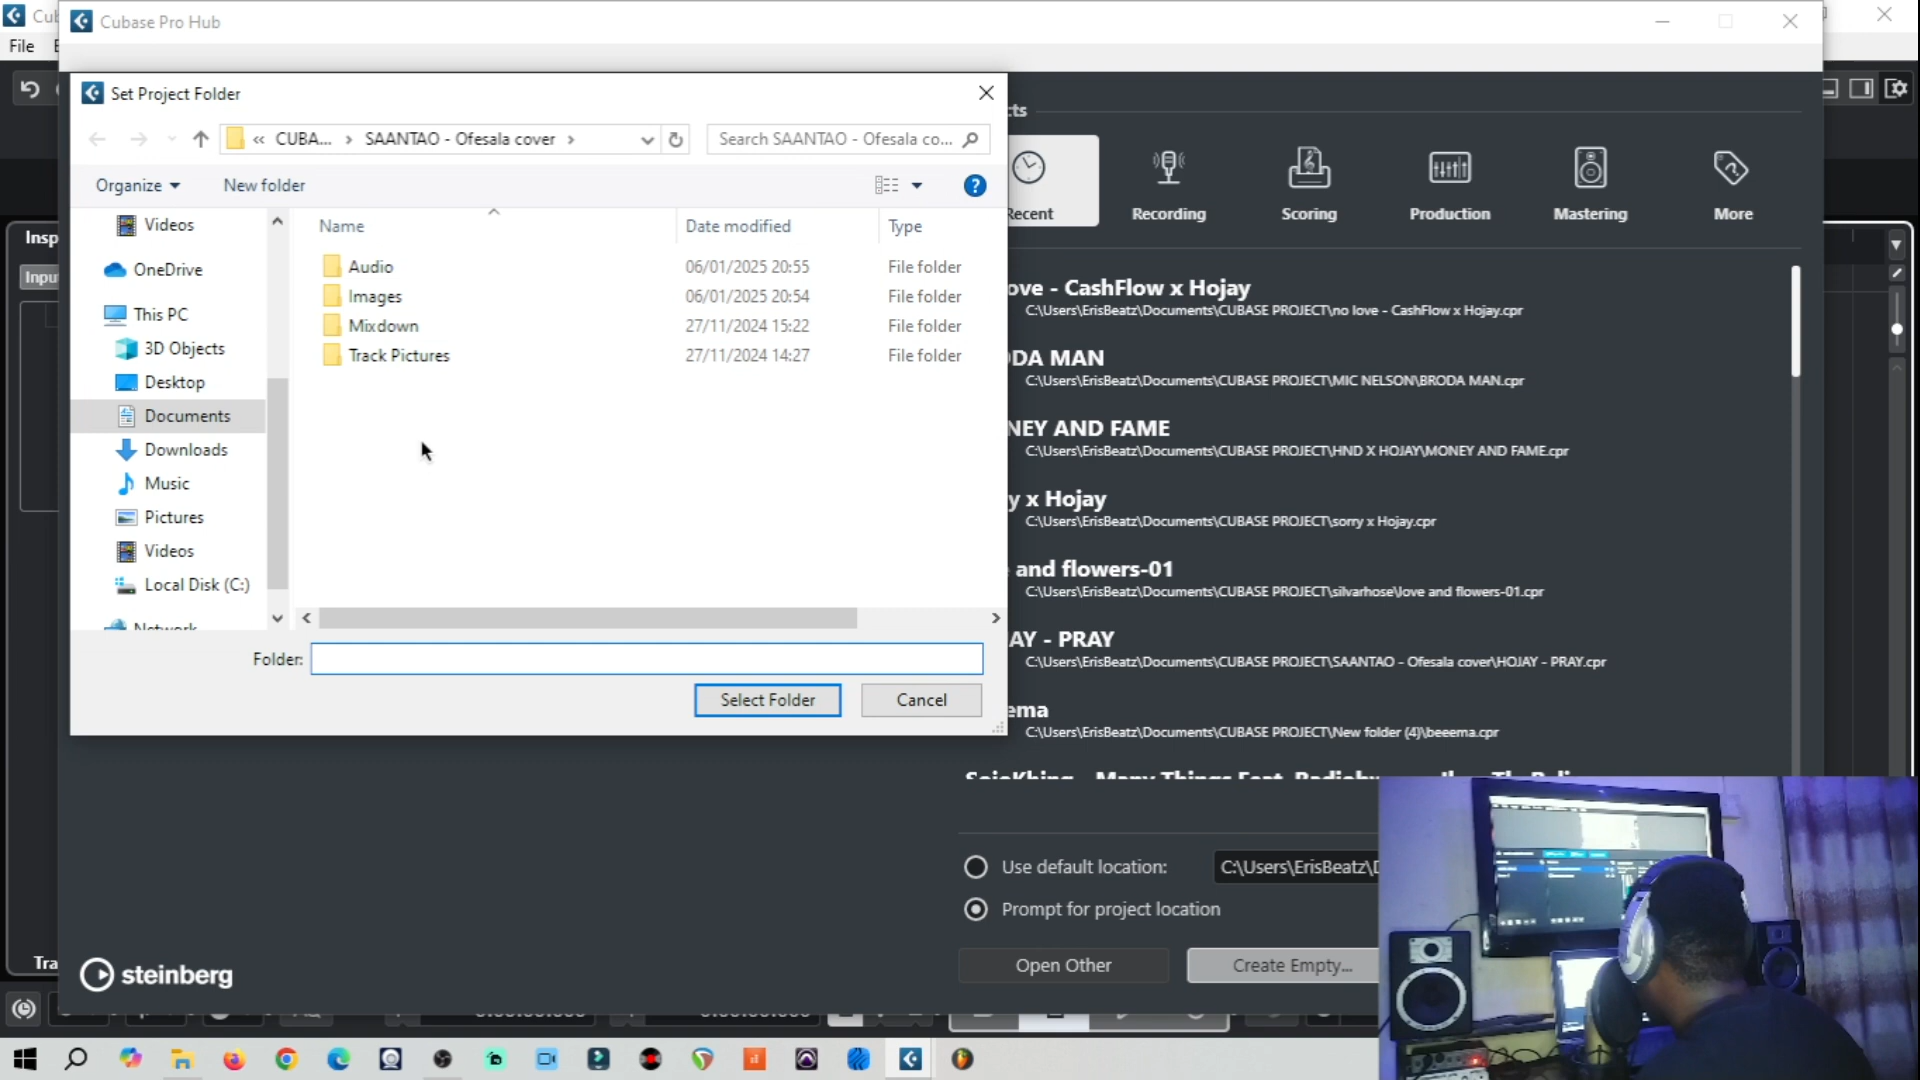 Cubase Pro Hub
File
Set Project Folder
« CUBA... › SAANTAO - Ofesala cover ›
Search SAANTAO - Ofesala co...
Organize
New folder
?
Videos
OneDrive
This PC
3D Objects
Desktop
Documents
Downloads
Music
Pictures
Videos
Local Disk (C:)
Network
Name Date modified Type
Audio 06/01/2025 20:55 File folder
Images 06/01/2025 20:54 File folder
Mixdown 27/11/2024 15:22 File folder
Track Pictures 27/11/2024 14:27 File folder
Folder:
Select Folder
Cancel
cts
Recent
Recording
Scoring
Production
Mastering
More
ove - CashFlow x Hojay
C:\Users\ErisBeatz\Documents\CUBASE PROJECT\no love - CashFlow x Hojay.cpr
ODA MAN
C:\Users\ErisBeatz\Documents\CUBASE PROJECT\MIC NELSON\BRODA MAN.cpr
NEY AND FAME
C:\Users\ErisBeatz\Documents\CUBASE PROJECT\HND X HOJAY\MONEY AND FAME.cpr
y x Hojay
C:\Users\ErisBeatz\Documents\CUBASE PROJECT\sorry x Hojay.cpr
and flowers-01
C:\Users\ErisBeatz\Documents\CUBASE PROJECT\silvarhose\love and flowers-01.cpr
AY - PRAY
C:\Users\ErisBeatz\Documents\CUBASE PROJECT\SAANTAO - Ofesala cover\HOJAY - PRAY.cpr
ema
C:\Users\ErisBeatz\Documents\CUBASE PROJECT\New folder (4)\beeema.cpr
Use default location:
C:\Users\ErisBeatz\D
Prompt for project location
Open Other
Create Empty...
steinberg
Insp
Inpu
Tra